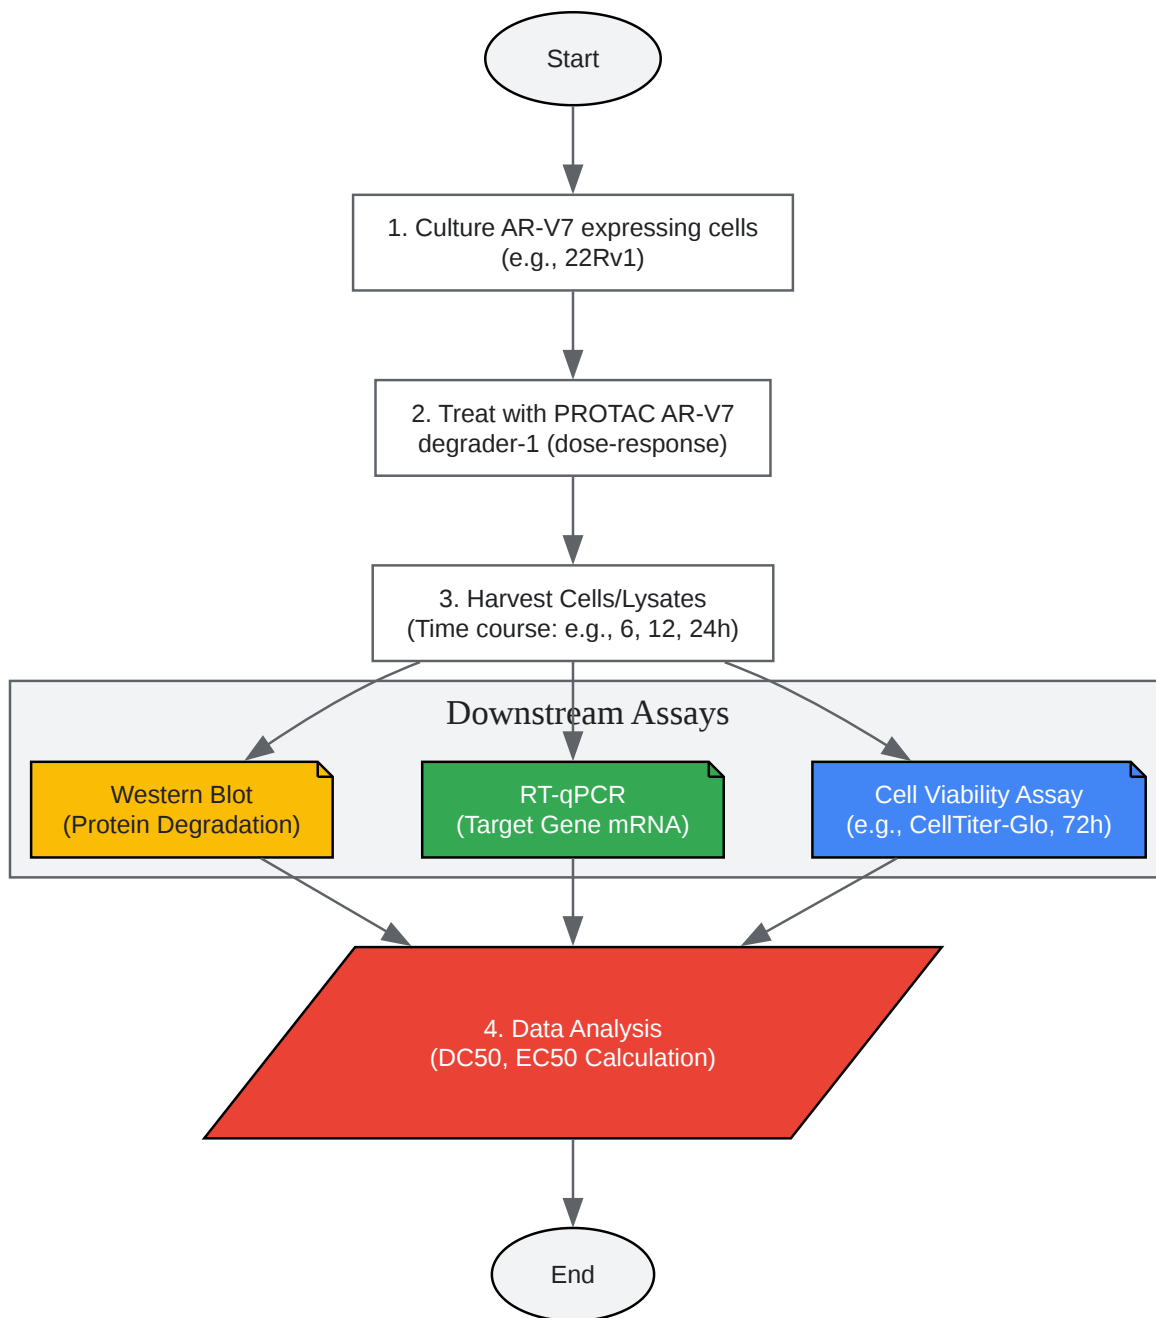 Start
1. Culture AR-V7 expressing cells
(e.g., 22Rv1)
2. Treat with PROTAC AR-V7
degrader-1 (dose-response)
3. Harvest Cells/Lysates
(Time course: e.g., 6, 12, 24h)
Downstream Assays
Western Blot
(Protein Degradation)
RT-qPCR
(Target Gene mRNA)
Cell Viability Assay
(e.g., CellTiter-Glo, 72h)
4. Data Analysis
(DC50, EC50 Calculation)
End